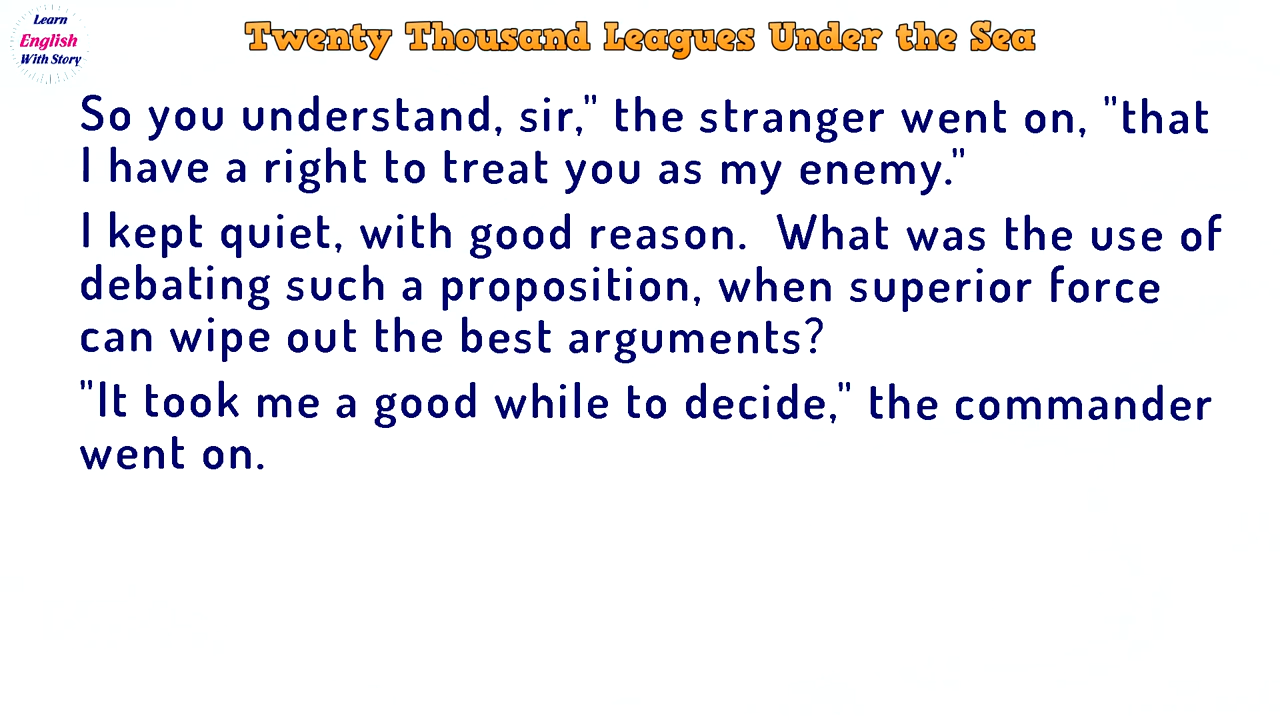 Learn
English
With Story
Twenty Thousand Leagues Under the Sea
So you understand, sir," the stranger went on, "that
I have a right to treat you as my enemy."
I kept quiet, with good reason.  What was the use of
debating such a proposition, when superior force
can wipe out the best arguments?
"It took me a good while to decide," the commander
went on.